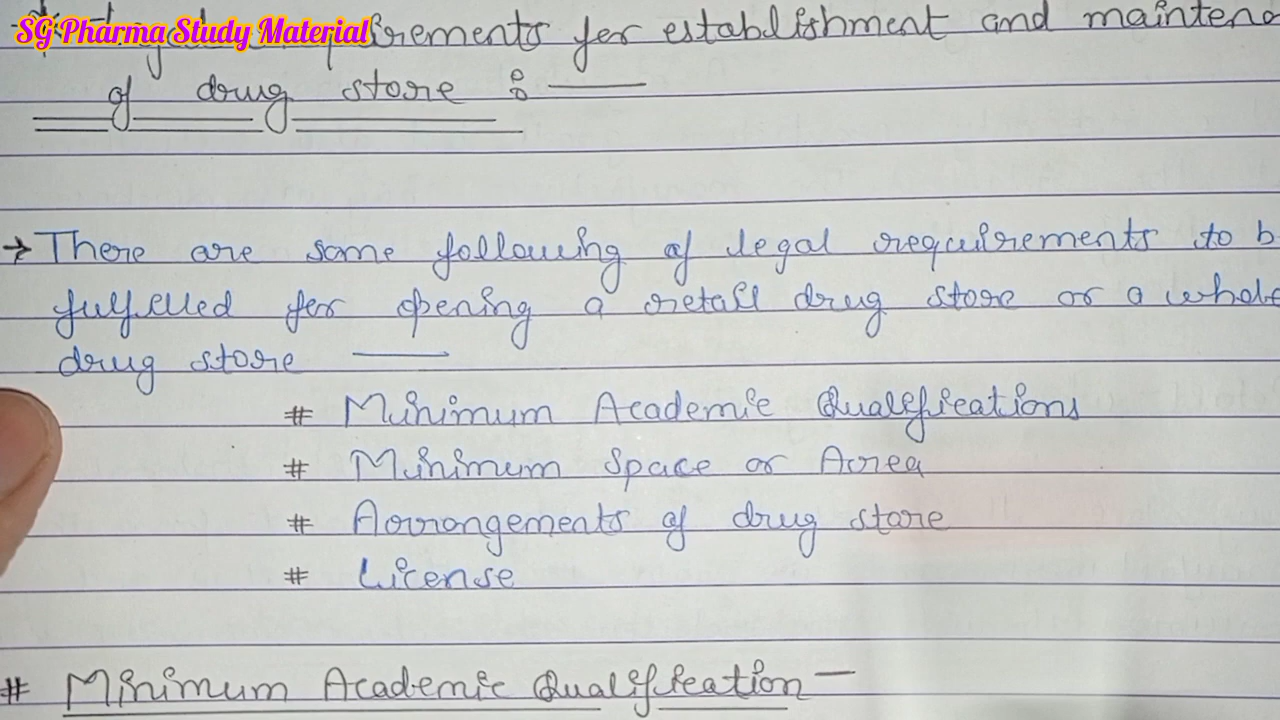 SG Pharma Study Material
requirements for establishment and maintena
of drug store :-
→ There are some following of legal requirements to b
fulfilled for opening a retail drug store or a whole
drug store —
# Minimum Academic Qualifications
# Minimum Space or Area
# Arrangements of drug store
# License
# Minimum Academic Qualification -